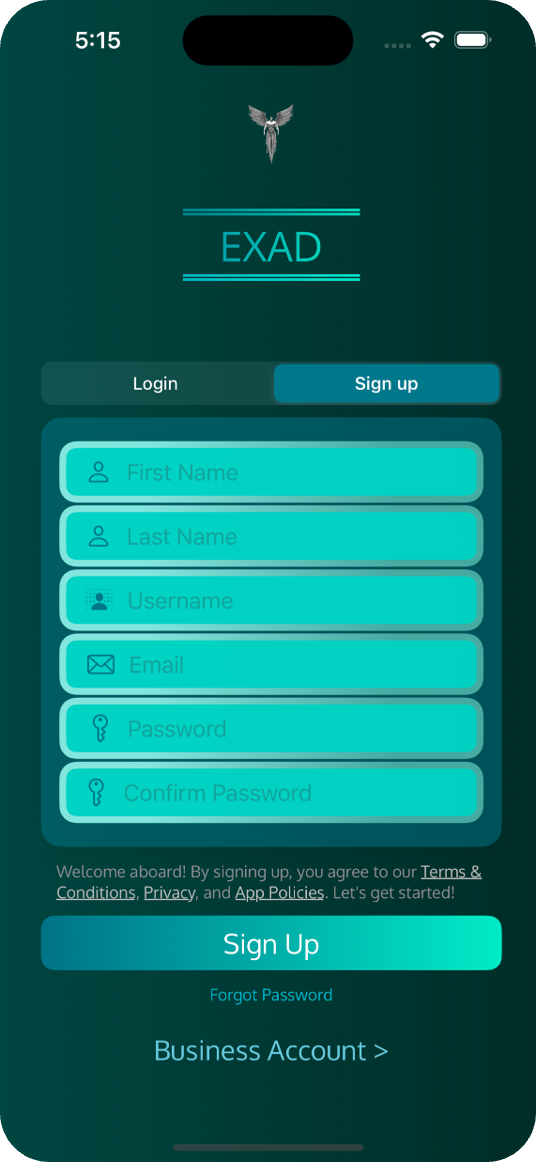 5:15
EXAD
Login
Sign up
First Name
Last Name
Username
Email
Password
Confirm Password
Welcome aboard! By signing up, you agree to our Terms &
Conditions, Privacy, and App Policies. Let's get started!
Sign Up
Forgot Password
Business Account >